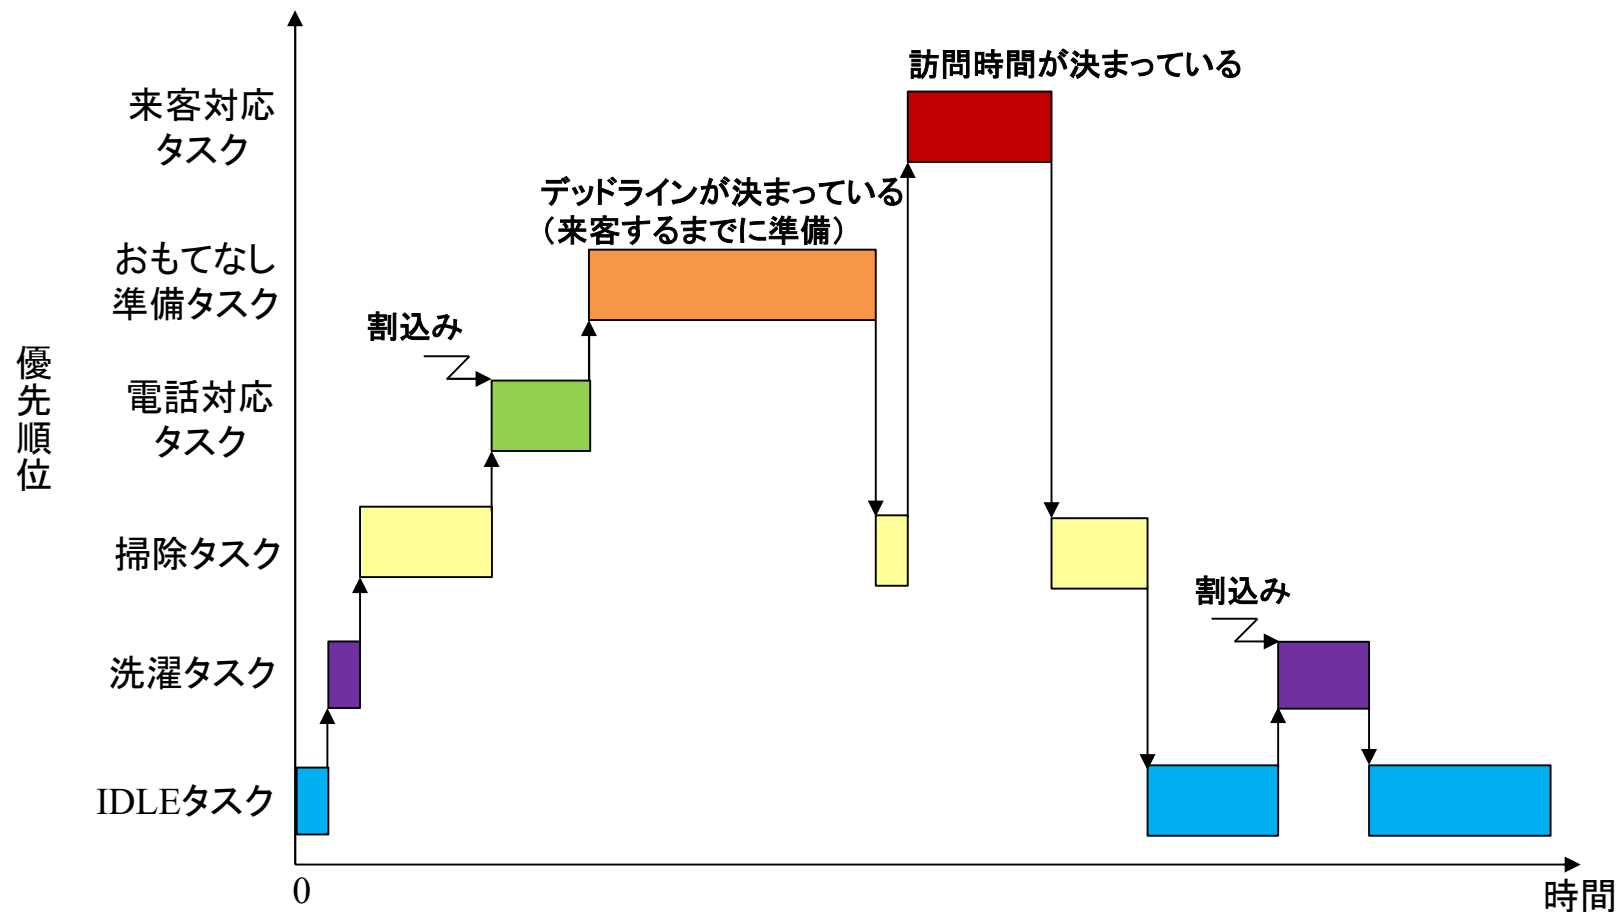 訪問時間が決まっている
来客対応
タスク
デッドラインが決まっている
（来客するまでに準備）
おもてなし
準備タスク
割込み
優先順位
電話対応
タスク
掃除タスク
割込み
洗濯タスク
IDLEタスク
0
時間